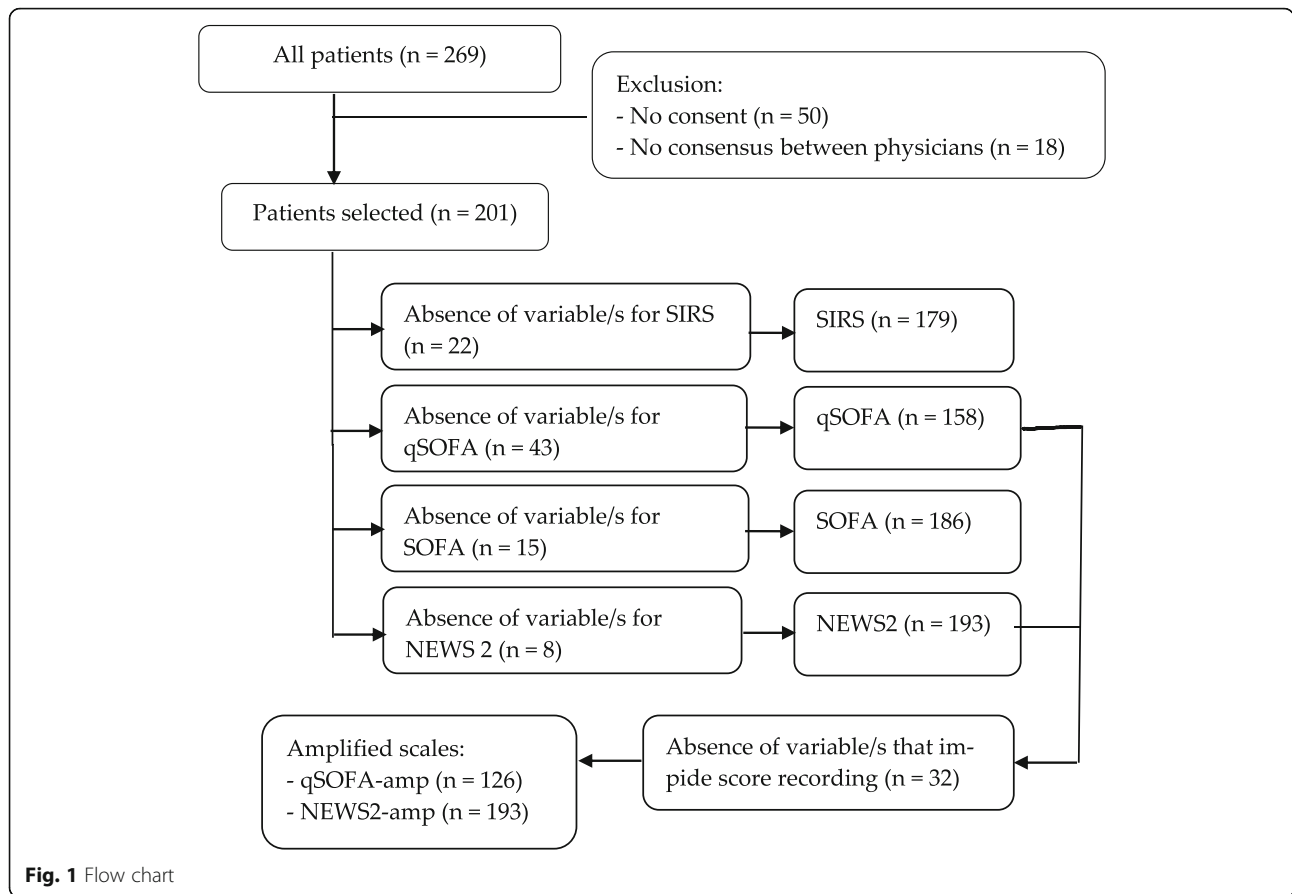 All patients (n = 269)
Exclusion:
- No consent (n = 50)
- No consensus between physicians (n = 18)
Patients selected (n = 201)
Absence of variable/s for SIRS
(n = 22)
SIRS (n = 179)
Absence of variable/s for
qSOFA (n = 43)
qSOFA (n = 158)
Absence of variable/s for
SOFA (n = 15)
SOFA (n = 186)
Absence of variable/s for
NEWS 2 (n = 8)
NEWS2 (n = 193)
Amplified scales:
- qSOFA-amp (n = 126)
- NEWS2-amp (n = 193)
Absence of variable/s that im-
pide score recording (n = 32)
Fig. 1 Flow chart